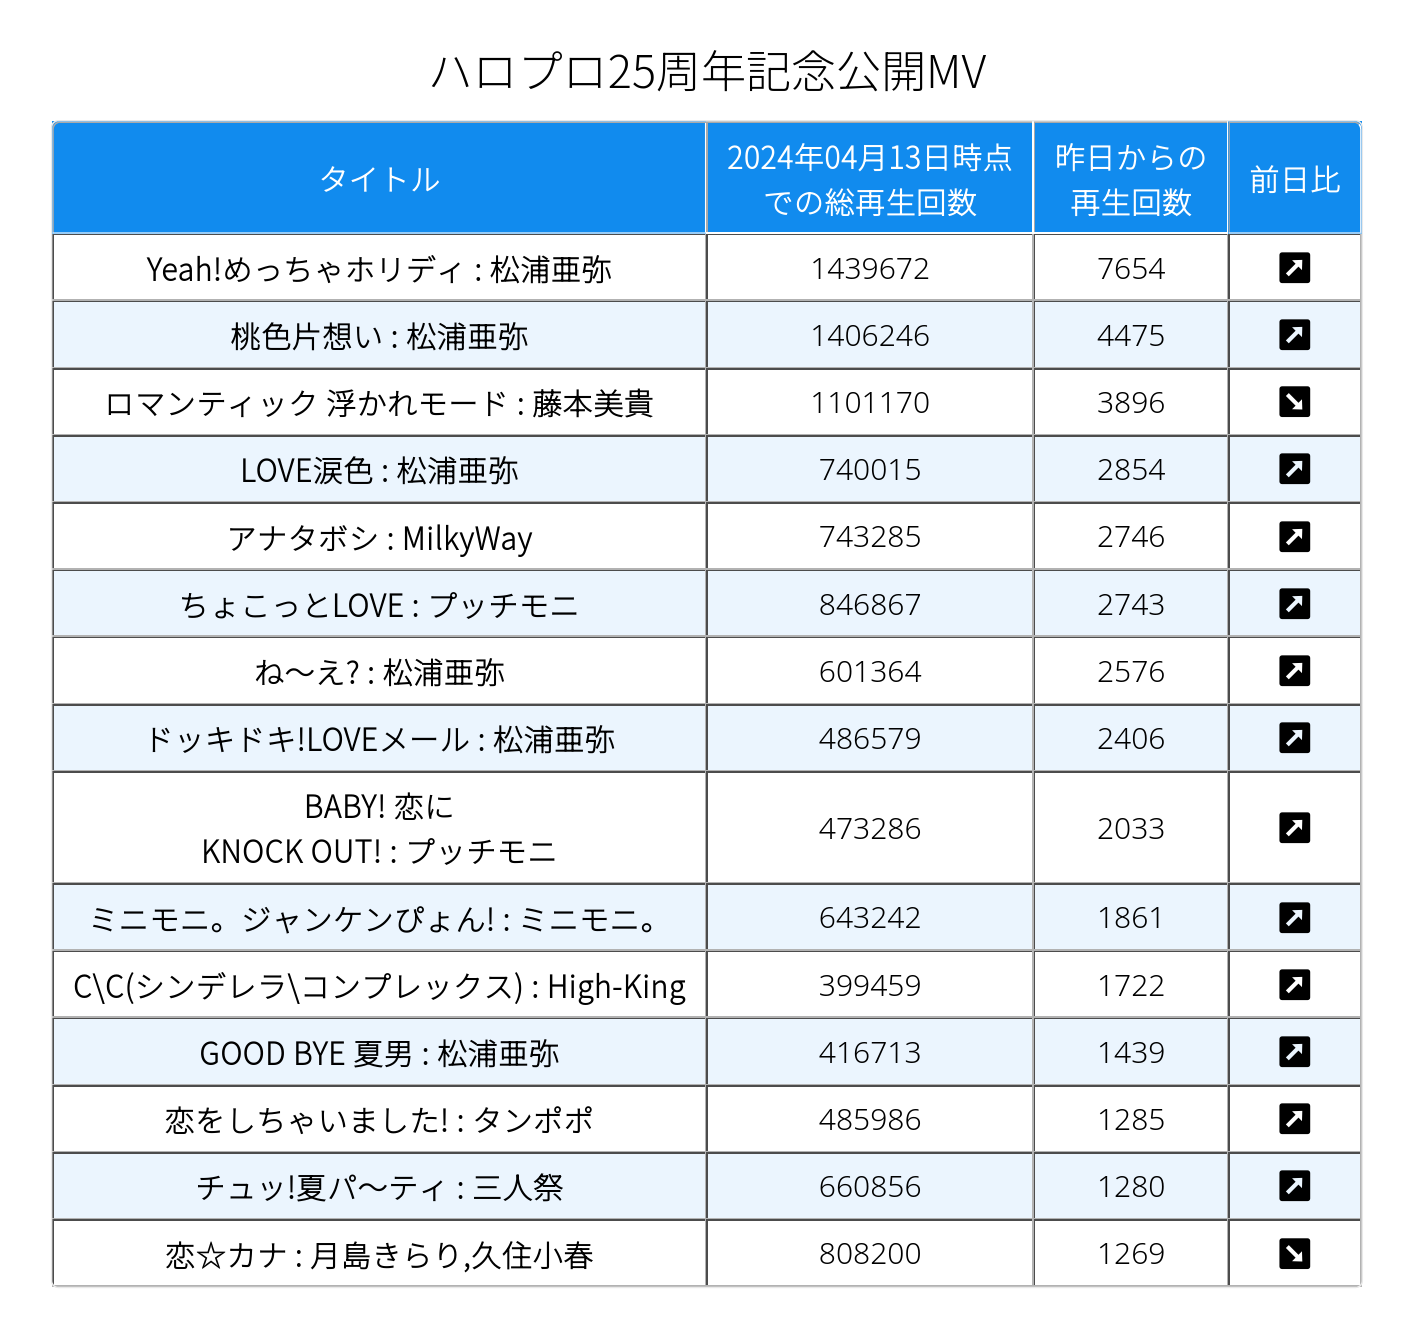 ハロプロ25周年記念公開MV
タイトル
2024年04月13日時点
での総再生回数
昨日からの
再生回数
前日比
Yeah!めっちゃホリディ : 松浦亜弥 1439672 7654
桃色片想い : 松浦亜弥 1406246 4475
ロマンティック 浮かれモード : 藤本美貴 1101170 3896
LOVE涙色 : 松浦亜弥 740015 2854
アナタボシ : MilkyWay 743285 2746
ちょこっとLOVE : プッチモニ 846867 2743
ね〜え? : 松浦亜弥 601364 2576
ドッキドキ!LOVEメール : 松浦亜弥 486579 2406
BABY! 恋に
KNOCK OUT! : プッチモニ 473286 2033
ミニモニ。ジャンケンぴょん! : ミニモニ。 643242 1861
C\C(シンデレラ\コンプレックス) : High-King 399459 1722
GOOD BYE 夏男 : 松浦亜弥 416713 1439
恋をしちゃいました! : タンポポ 485986 1285
チュッ!夏パ〜ティ : 三人祭 660856 1280
恋☆カナ : 月島きらり,久住小春 808200 1269